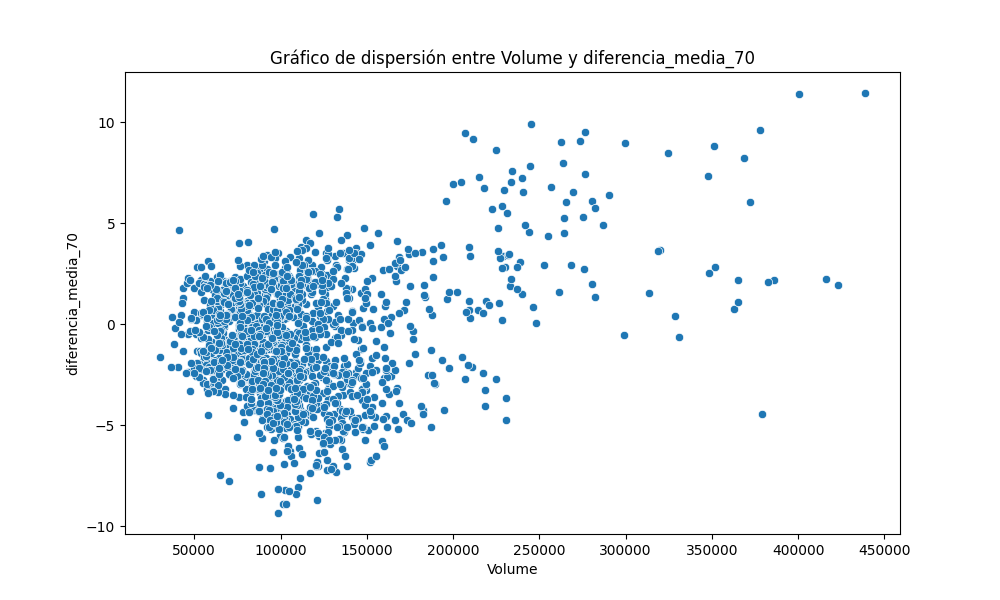 Gráfico de dispersión entre Volume y diferencia_media_70
diferencia_media_70
10
5
0
−5
−10
50000 100000 150000 200000 250000 300000 350000 400000 450000
Volume